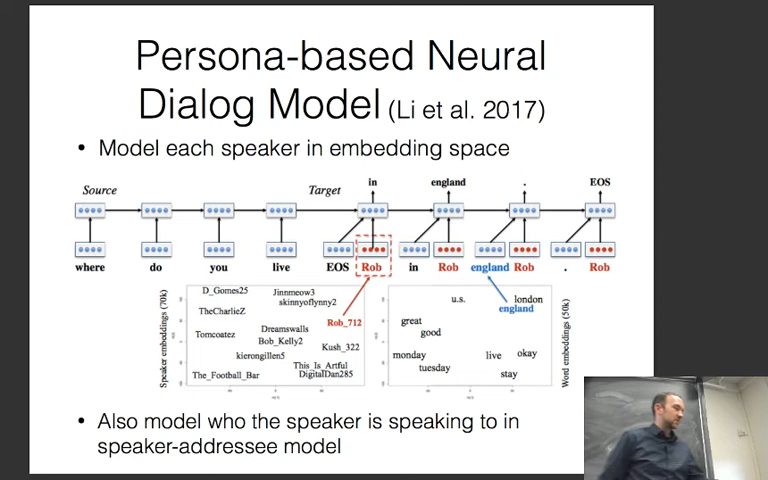 Persona-based Neural
Dialog Model (Li et al. 2017)
• Model each speaker in embedding space
Source
Target
in
england
.
EOS
where
do
you
live
EOS
Rob
in
Rob
england
Rob
.
Rob
Speaker embeddings (70k)
D_Gomes25
Jinnmeow3
skinnyoflynny2
TheCharlieZ
Rob_712
Dreamswalls
Tomcoatez
Bob_Kelly2
Kush_322
kierongillen5
This_Is_Artful
The_Football_Bar
DigitalDan285
u.s.
london
england
great
good
monday
live
okay
tuesday
stay
Word embeddings (50k)
• Also model who the speaker is speaking to in
speaker-addressee model